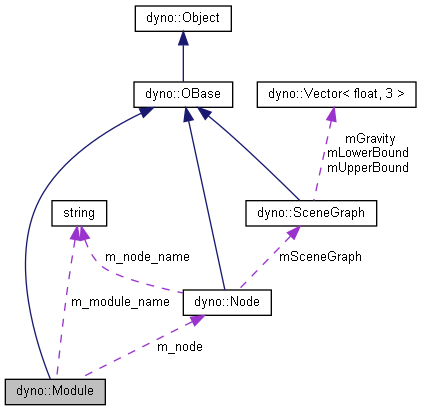 dyno::Object
dyno::OBase
dyno::Vector< float, 3 >
mGravity
mLowerBound
mUpperBound
string
dyno::SceneGraph
m_node_name
mSceneGraph
m_module_name
dyno::Node
m_node
dyno::Module